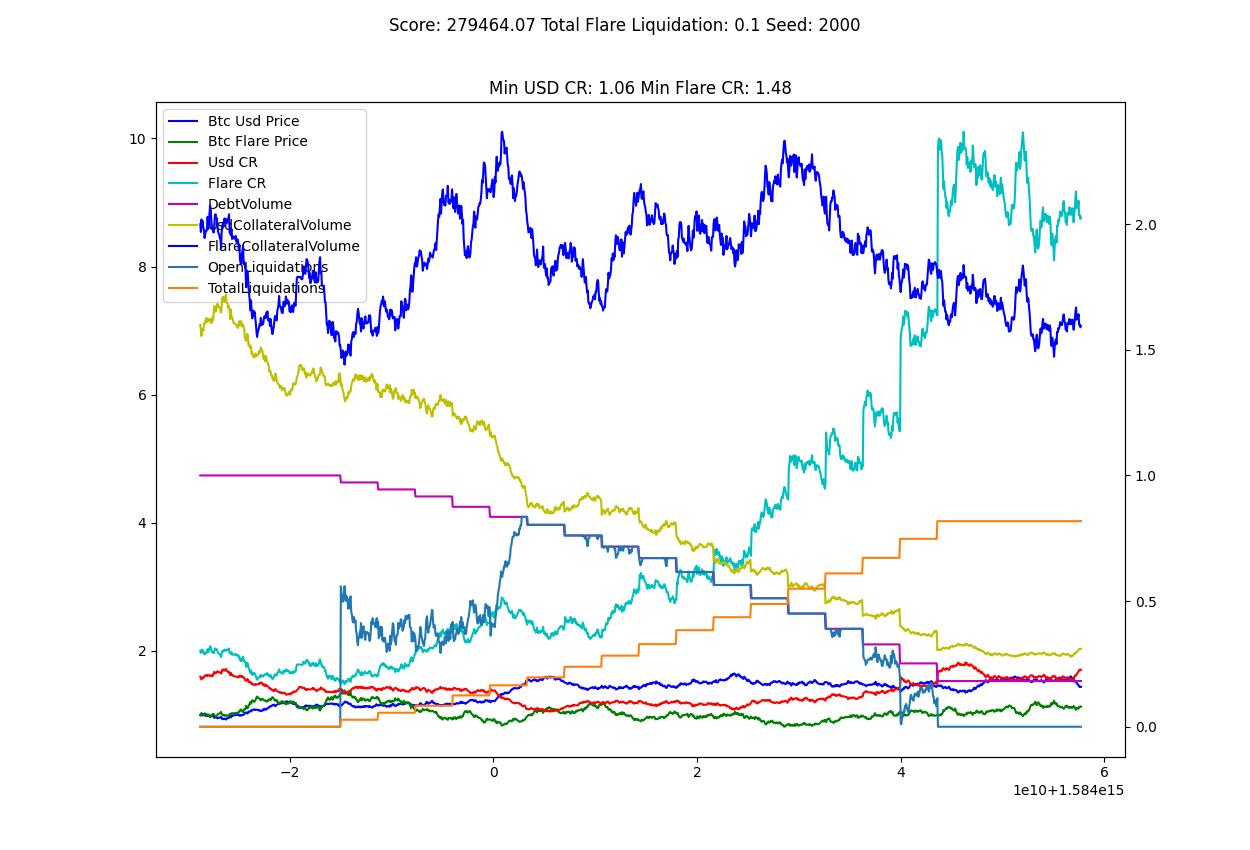 Score: 279464.07 Total Flare Liquidation: 0.1 Seed: 2000
Min USD CR: 1.06 Min Flare CR: 1.48
Btc Usd Price
Btc Flare Price
Usd CR
Flare CR
DebtVolume
UsdCollateralVolume
FlareCollateralVolume
OpenLiquidations
TotalLiquidations
10
8
6
4
2
2.0
1.5
1.0
0.5
0.0
−2
0
2
4
6
1e10+1.584e15